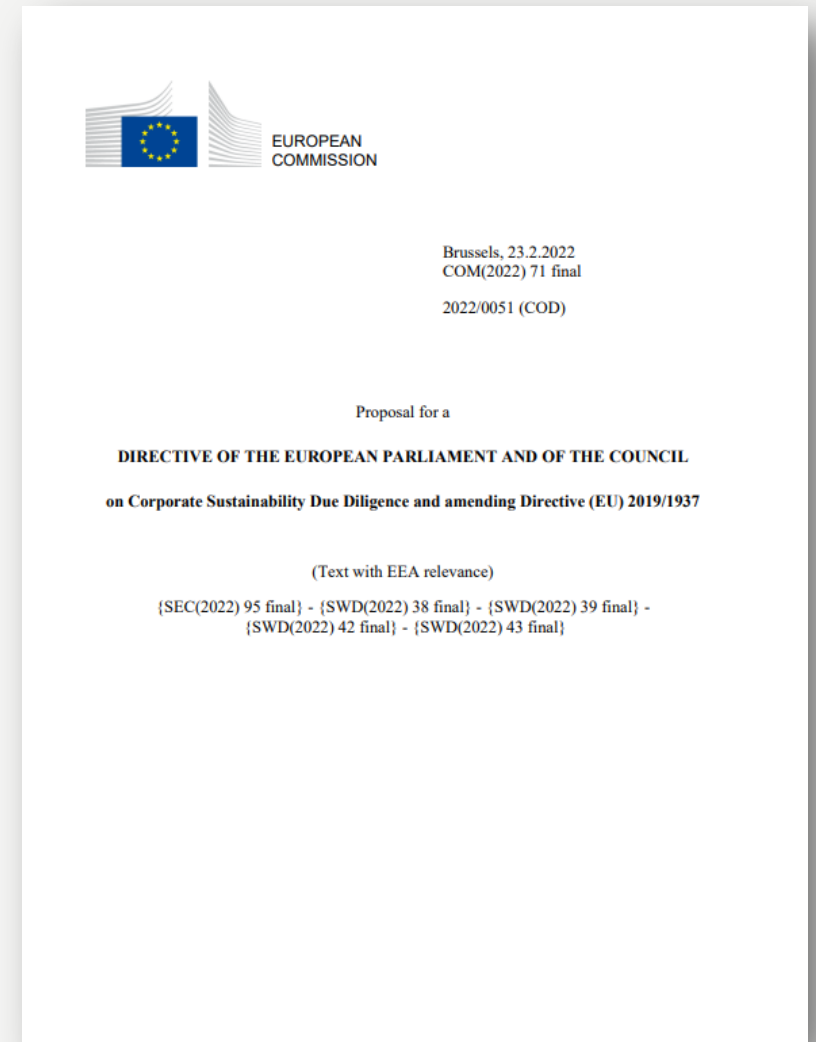 EUROPEAN
COMMISSION
Brussels, 23.2.2022
COM(2022) 71 final
2022/0051 (COD)
Proposal for a
DIRECTIVE OF THE EUROPEAN PARLIAMENT AND OF THE COUNCIL
on Corporate Sustainability Due Diligence and amending Directive (EU) 2019/1937
(Text with EEA relevance)
{SEC(2022) 95 final} - {SWD(2022) 38 final} - {SWD(2022) 39 final} -
{SWD(2022) 42 final} - {SWD(2022) 43 final}